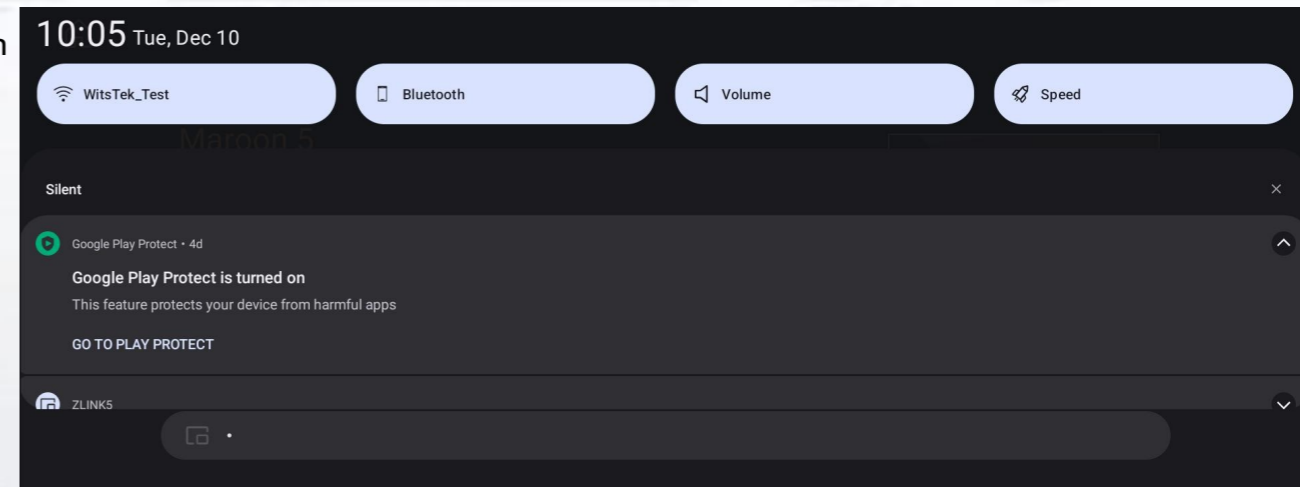 10:05 Tue, Dec 10
WitsTek_Test
Bluetooth
Volume
Speed
Maroon 5
Silent
Google Play Protect • 4d
Google Play Protect is turned on
This feature protects your device from harmful apps
GO TO PLAY PROTECT
ZLINK5